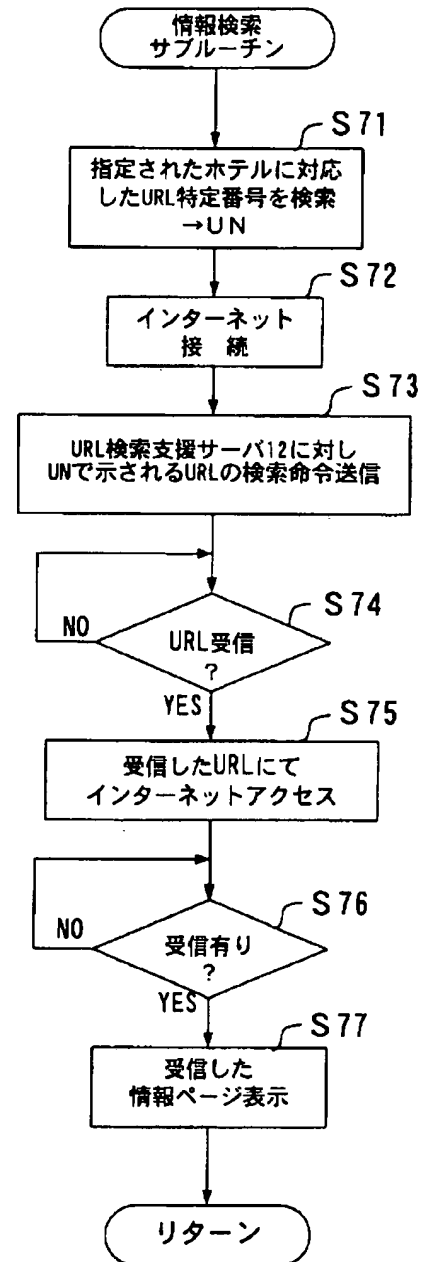 情報検索
サブルーチン
S71
指定されたホテルに対応
したURL特定番号を検索
→UN
S72
インターネット
接 続
S73
URL検索支援サーバ12に対し
UNで示されるURLの検索命令送信
S74
URL受信
?
NO
YES
S75
受信したURLにて
インターネットアクセス
S76
受信有り
?
NO
YES
S77
受信した
情報ページ表示
リターン